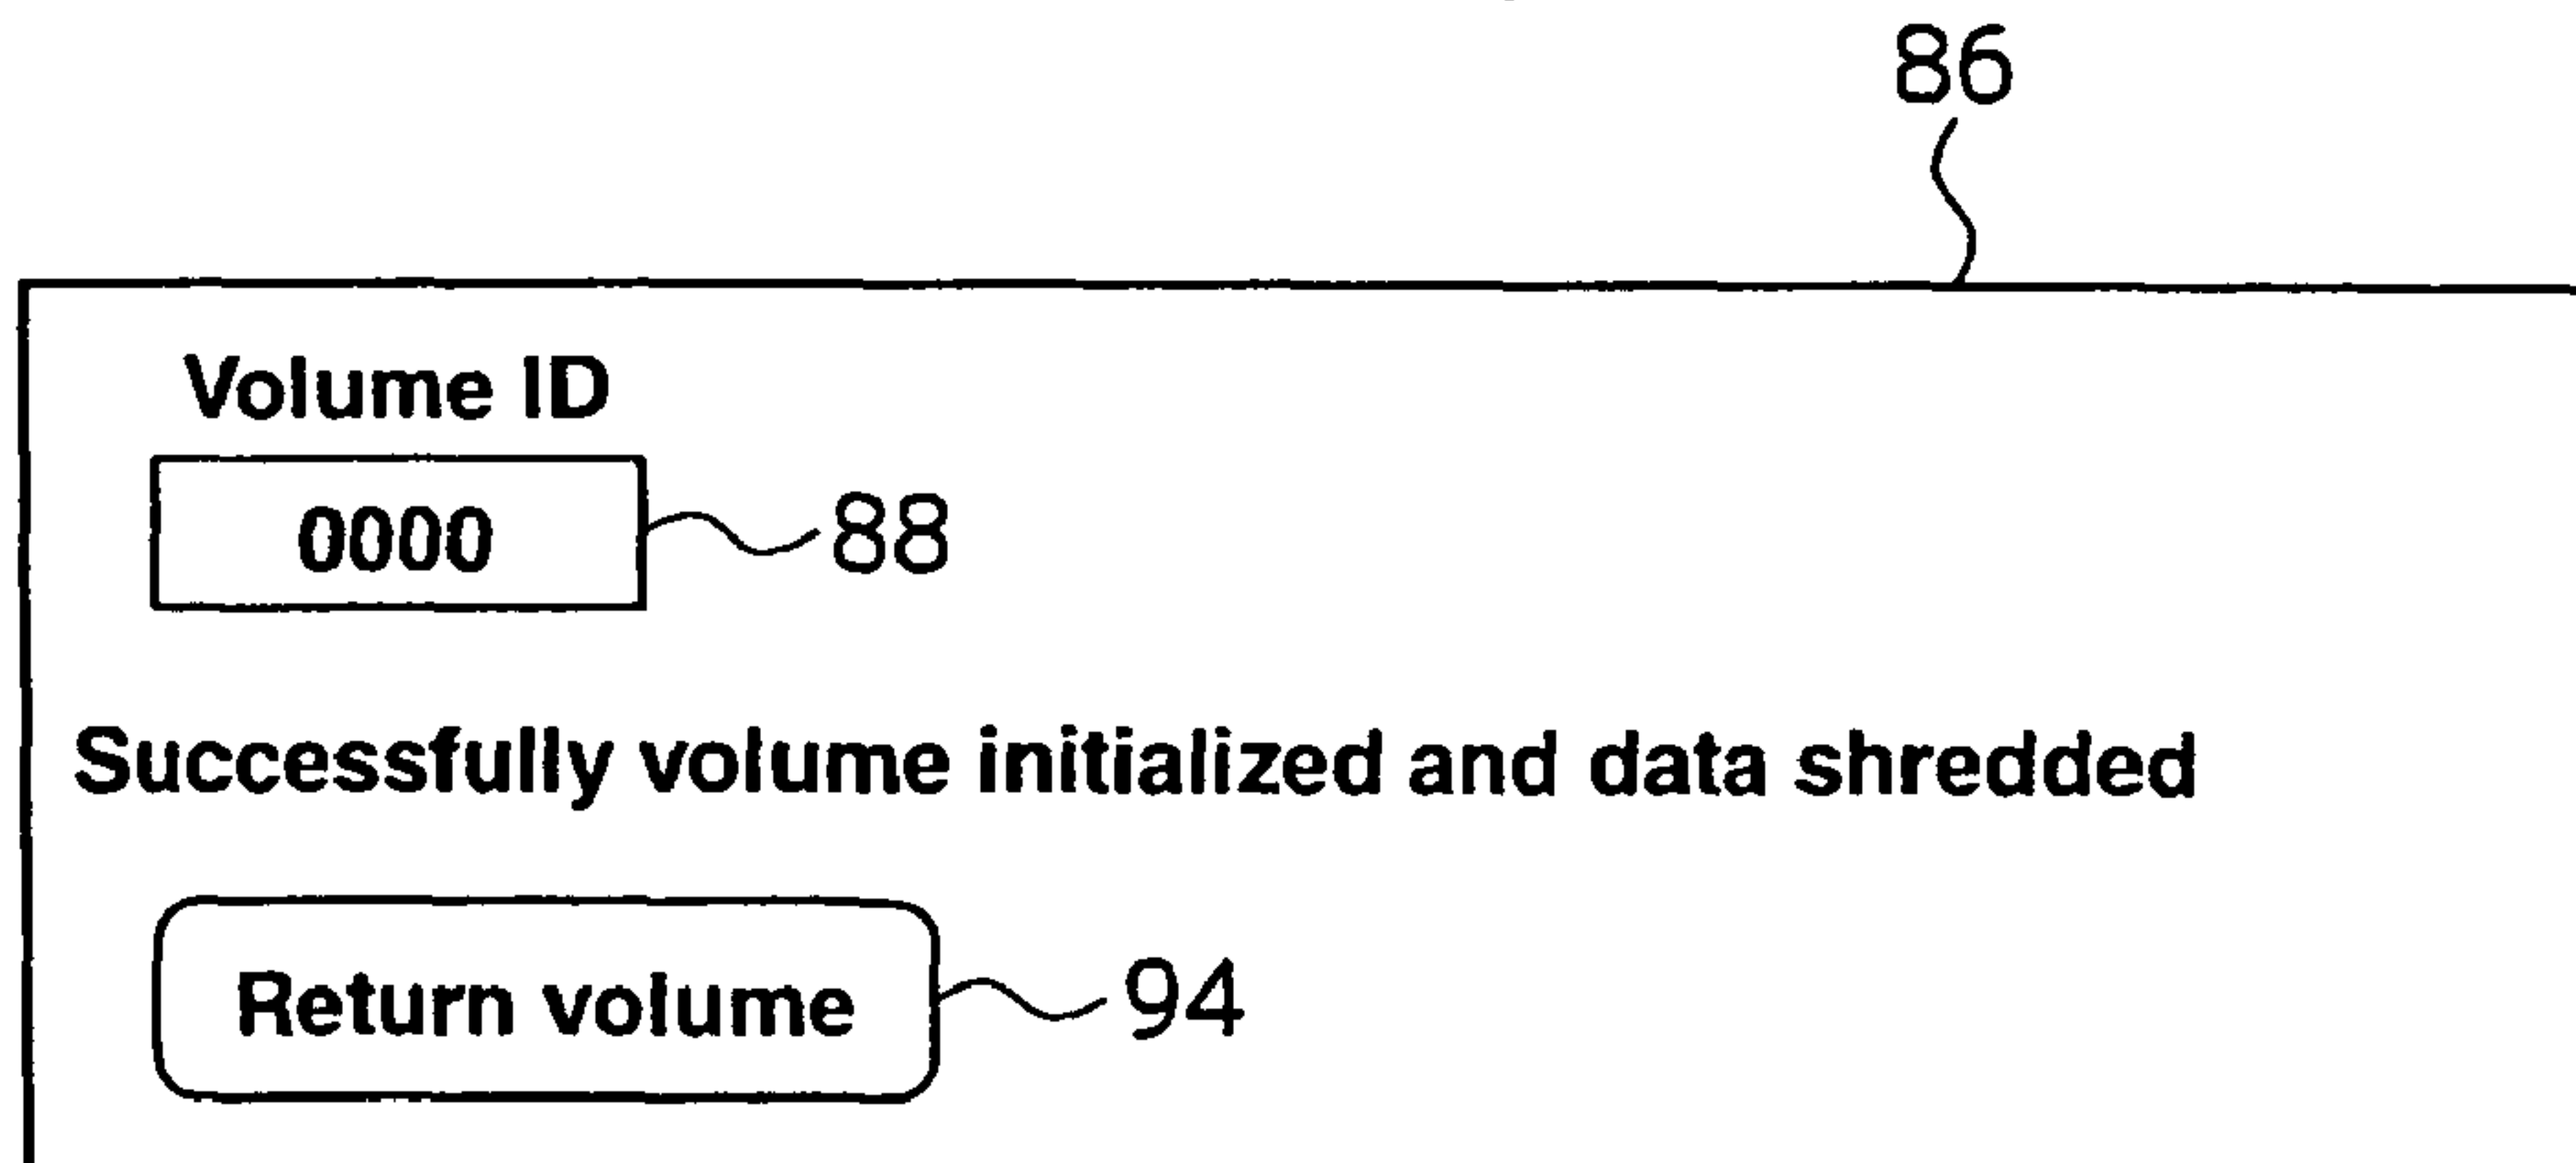 86
Volume ID
0000 88
Successfully volume initialized and data shredded
Return volume 94